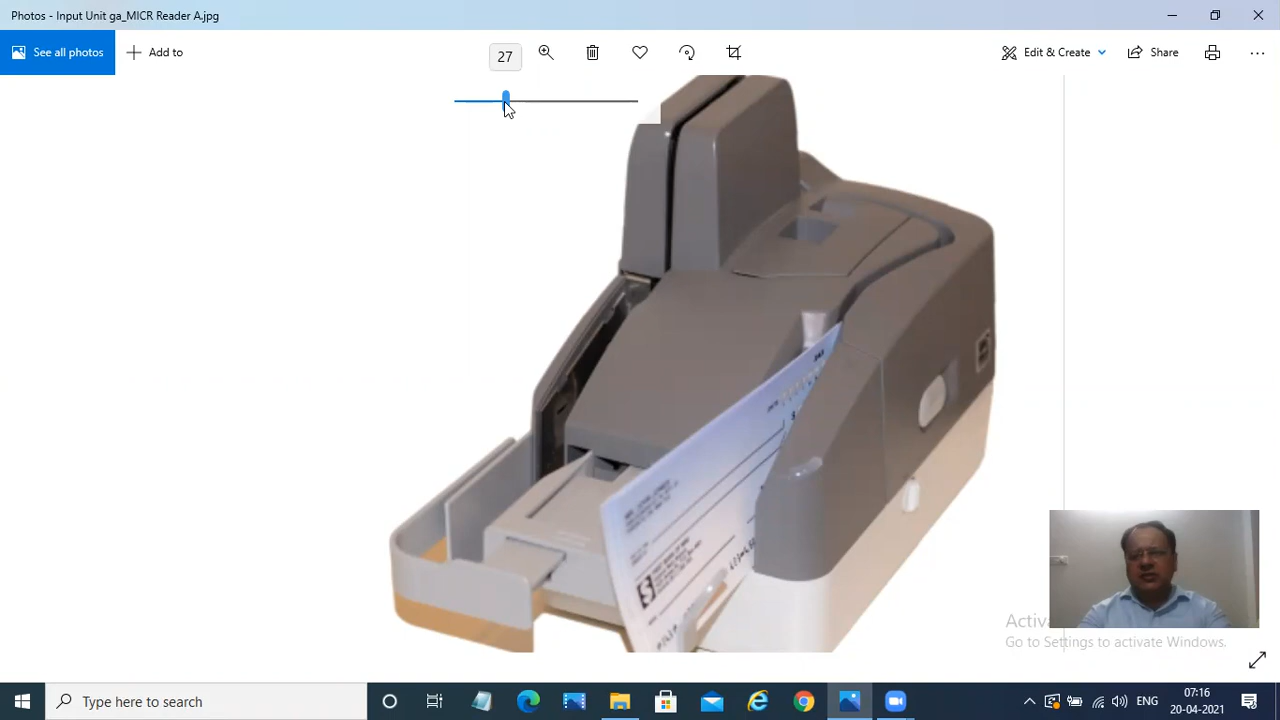 Photos - Input Unit ga_MICR Reader A.jpg
See all photos
Add to
27
Edit & Create
Share
Activa
Go to Settings to activate Windows.
Type here to search
ENG
07:16
20-04-2021